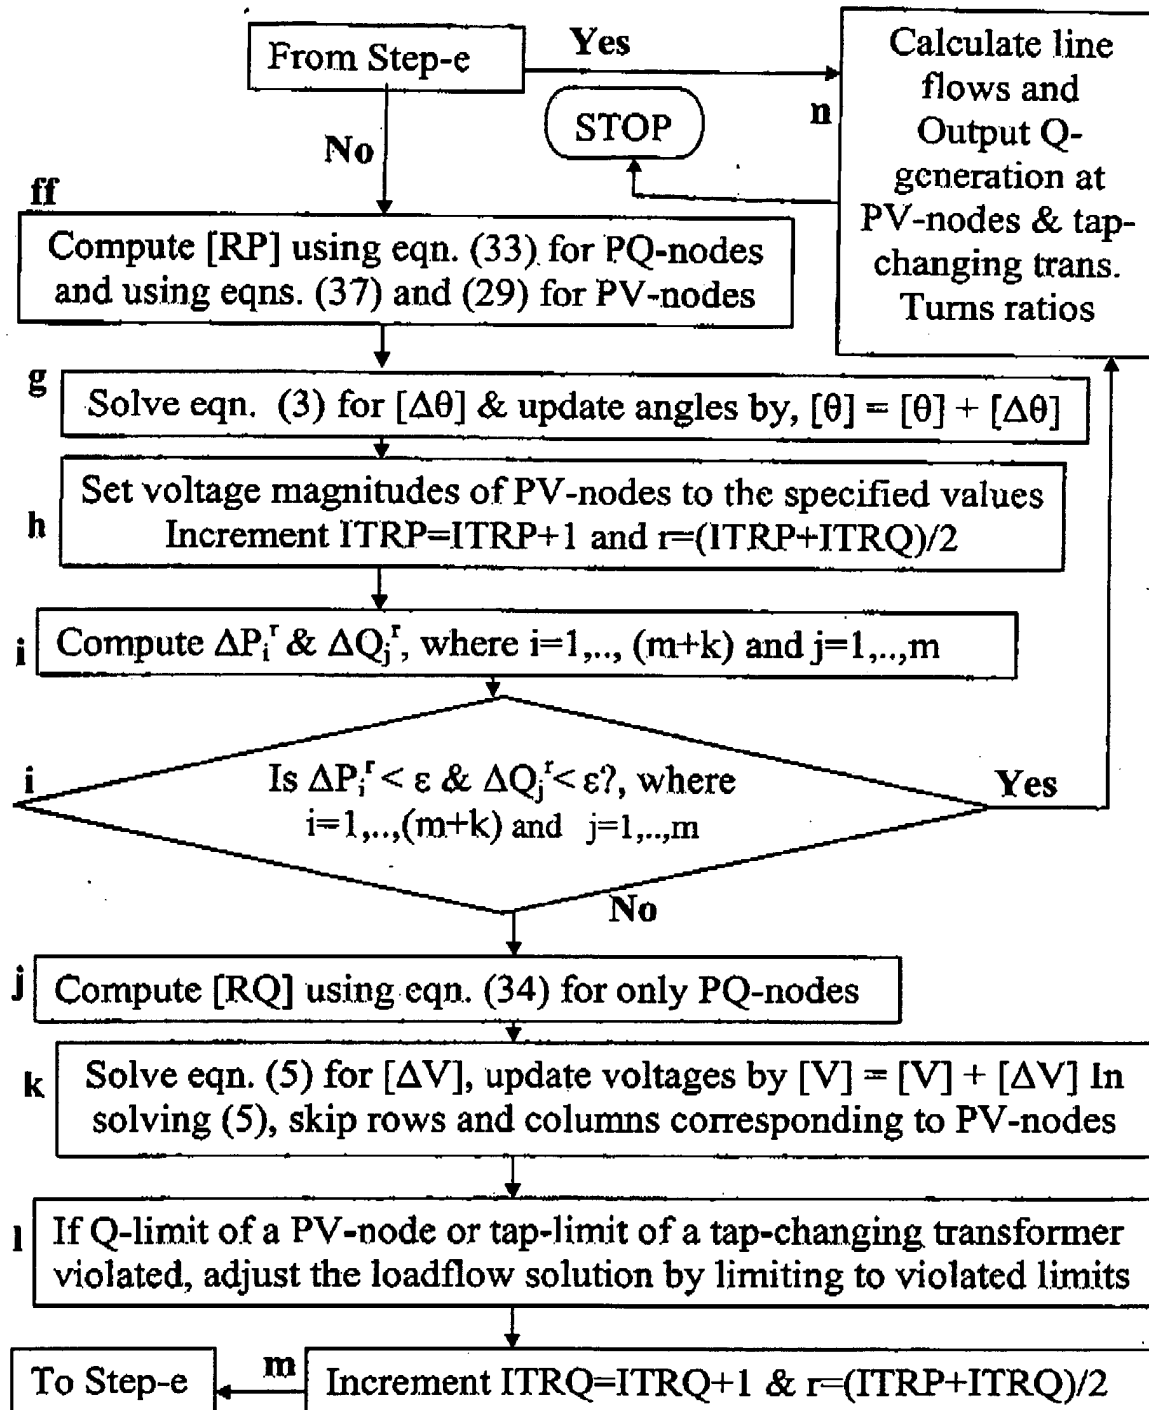 From Step-e
Yes
n
Calculate line
flows and
Output Q-
generation at
PV-nodes & tap-
changing trans.
Turns ratios
STOP
No
ff
Compute [RP] using eqn. (33) for PQ-nodes
and using eqns. (37) and (29) for PV-nodes
g
Solve eqn. (3) for [Δθ] & update angles by, [θ] = [θ] + [Δθ]
h
Set voltage magnitudes of PV-nodes to the specified values
Increment ITRP=ITRP+1 and r=(ITRP+ITRQ)/2
i
Compute ΔPᵢʳ & ΔQⱼʳ, where i=1,.., (m+k) and j=1,..,m
i
Is ΔPᵢʳ < ε & ΔQⱼʳ < ε?, where
i=1,..,(m+k) and j=1,..,m
Yes
No
j
Compute [RQ] using eqn. (34) for only PQ-nodes
k
Solve eqn. (5) for [ΔV], update voltages by [V] = [V] + [ΔV] In
solving (5), skip rows and columns corresponding to PV-nodes
l
If Q-limit of a PV-node or tap-limit of a tap-changing transformer
violated, adjust the loadflow solution by limiting to violated limits
To Step-e
m
Increment ITRQ=ITRQ+1 & r=(ITRP+ITRQ)/2